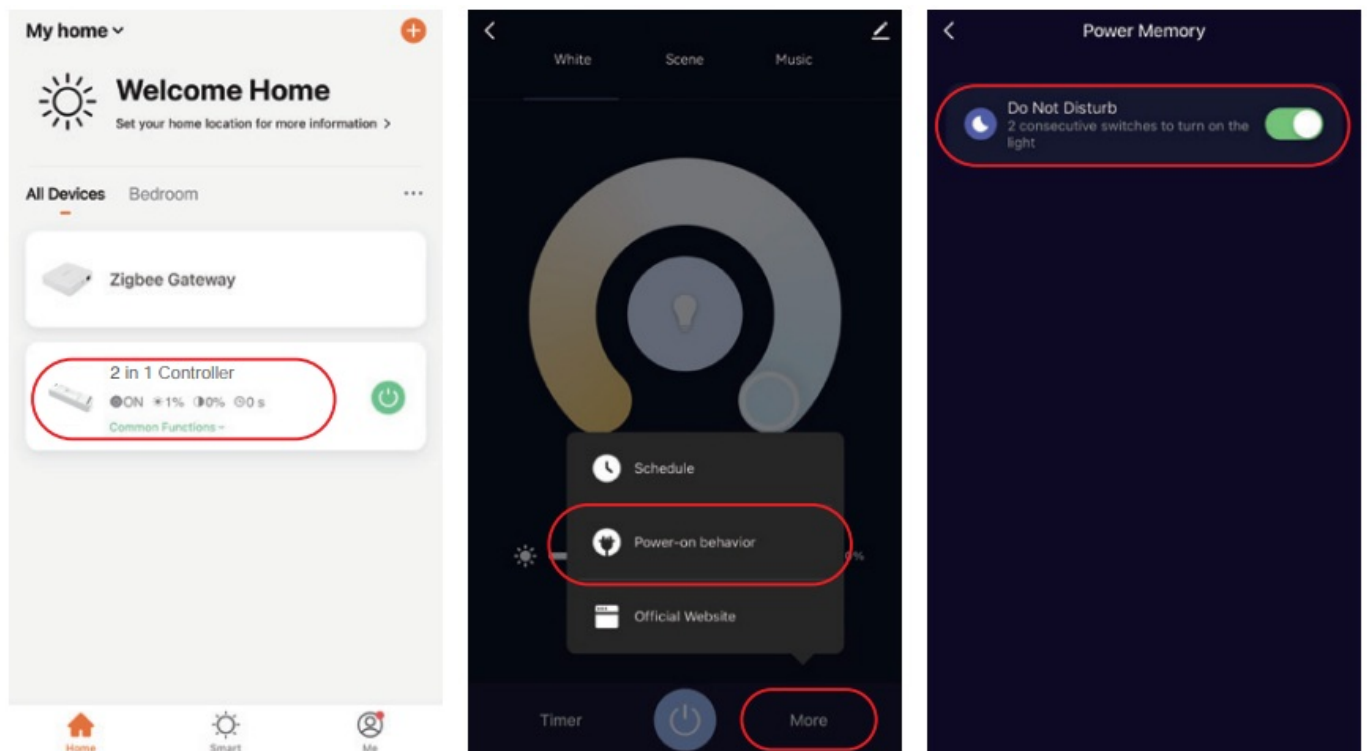 My home
Welcome Home
Set your home location for more information >
All Devices Bedroom
Zigbee Gateway
2 in 1 Controller
ON 1% 0% 0 s
Common Functions
Home Smart Me
White Scene Music
Schedule
Power-on behavior
0%
Official Website
Timer More
Power Memory
Do Not Disturb
2 consecutive switches to turn on the
light